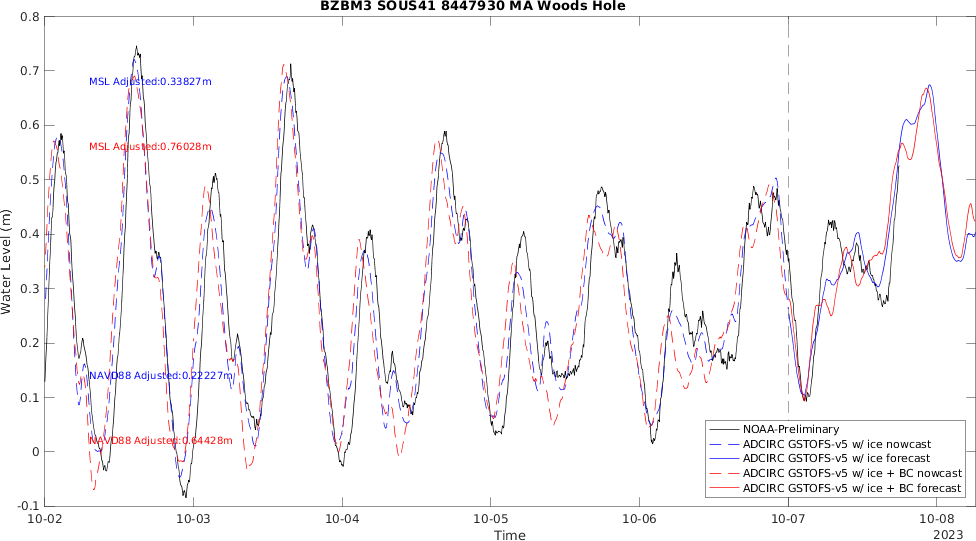 BZBM3 SOUS41 8447930 MA Woods Hole
0.8
0.7
0.6
0.5
0.4
0.3
0.2
0.1
0
-0.1
Water Level (m)
MSL Adjusted:0.33827m
MSL Adjusted:0.76028m
NAVD88 Adjusted:0.22227m
NAVD88 Adjusted:0.64428m
NOAA-Preliminary
ADCIRC GSTOFS-v5 w/ ice nowcast
ADCIRC GSTOFS-v5 w/ ice forecast
ADCIRC GSTOFS-v5 w/ ice + BC nowcast
ADCIRC GSTOFS-v5 w/ ice + BC forecast
10-02 10-03 10-04 10-05 10-06 10-07 10-08
Time
2023